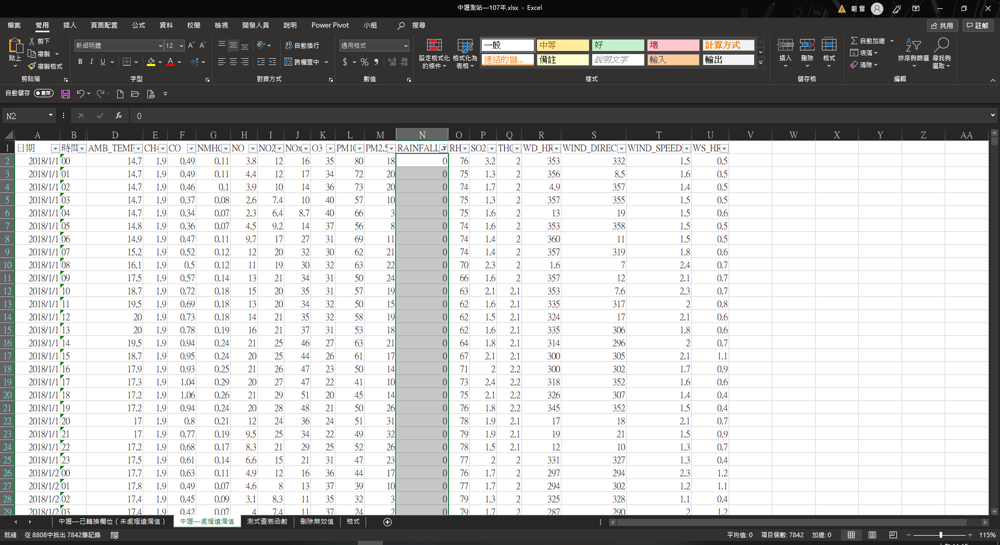 中壢測站—107年.xlsx - Excel
龍 雷
檔案 常用 插入 頁面配置 公式 資料 校閱 檢視 開發人員 說明 Power Pivot 小組 搜尋
共用 註解
貼上 剪下 複製 複製格式
新細明體 12
B I U
自動換行 跨欄置中
通用格式
設定格式化的條件 格式化為表格
一般 中等 好 壞 計算方式
連結的儲... 備註 說明文字 輸入 輸出
插入 刪除 格式
自動加總 填滿 清除
排序與篩選 尋找與選取
剪貼簿 字型 對齊方式 數值 樣式 儲存格 編輯
自動儲存 關閉
N2 fx 0
A B D E F G H I J K L M N O P Q R S T U V W X Y Z AA
1 日期 時間 AMB_TEMP CH4 CO NMHC NO NO2 NOx O3 PM10 PM2.5 RAINFALL RH SO2 THC WD_HR WIND_DIREC WIND_SPEED WS_HR
2 2018/1/1 00 14.7 1.9 0.49 0.11 3.8 12 16 35 80 18 0 76 3.2 2 353 332 1.5 0.5
3 2018/1/1 01 14.7 1.9 0.49 0.11 4.4 12 17 34 72 20 0 75 1.3 2 356 8.5 1.6 0.5
4 2018/1/1 02 14.7 1.9 0.46 0.1 3.9 10 14 36 73 20 0 74 1.7 2 4.9 357 1.4 0.5
5 2018/1/1 03 14.7 1.9 0.37 0.08 2.6 7.4 10 40 57 10 0 75 1.3 2 357 355 1.5 0.5
6 2018/1/1 04 14.7 1.9 0.34 0.07 2.3 6.4 8.7 40 66 3 0 75 1.6 2 13 19 1.5 0.6
7 2018/1/1 05 14.8 1.9 0.36 0.07 4.5 9.2 14 37 56 8 0 74 1.6 2 353 358 1.5 0.5
8 2018/1/1 06 14.9 1.9 0.47 0.11 9.7 17 27 31 69 11 0 74 1.4 2 360 11 1.5 0.5
9 2018/1/1 07 15.2 1.9 0.52 0.12 12 20 32 30 62 21 0 74 1.4 2 357 319 1.8 0.6
10 2018/1/1 08 16.1 1.9 0.5 0.12 11 19 30 32 63 22 0 70 2.3 2 1.6 7 2.4 0.7
11 2018/1/1 09 17.5 1.9 0.57 0.14 13 21 34 31 50 24 0 66 1.6 2 357 12 2.1 0.7
12 2018/1/1 10 18.7 1.9 0.72 0.18 15 20 35 31 57 19 0 63 2.1 2.1 353 7.6 2.3 0.7
13 2018/1/1 11 19.5 1.9 0.69 0.18 13 20 34 32 50 15 0 62 1.6 2.1 335 317 2 0.8
14 2018/1/1 12 20 1.9 0.73 0.18 14 21 35 32 58 19 0 62 1.5 2.1 324 17 2.1 0.6
15 2018/1/1 13 20 1.9 0.78 0.19 16 21 37 31 53 18 0 62 1.6 2.1 335 306 1.8 0.6
16 2018/1/1 14 19.5 1.9 0.94 0.24 21 25 46 27 63 21 0 64 1.8 2.1 314 296 2 0.7
17 2018/1/1 15 18.7 1.9 0.95 0.24 20 25 44 26 61 17 0 67 2.1 2.1 300 305 2.1 1.1
18 2018/1/1 16 17.9 1.9 0.93 0.25 21 26 47 23 50 14 0 71 2 2.2 300 302 1.7 0.9
19 2018/1/1 17 17.3 1.9 1.04 0.29 20 27 47 22 41 10 0 73 2.4 2.2 318 352 1.6 0.6
20 2018/1/1 18 17.2 1.9 1.06 0.26 21 29 51 20 45 14 0 75 2.1 2.2 326 307 1.4 0.4
21 2018/1/1 19 17.2 1.9 0.94 0.24 20 28 48 21 50 26 0 76 1.8 2.2 345 352 1.5 0.4
22 2018/1/1 20 17 1.9 0.8 0.21 12 24 36 24 51 31 0 78 1.9 2.1 17 18 2.1 0.7
23 2018/1/1 21 17 1.9 0.77 0.19 9.5 25 34 22 49 32 0 79 1.9 2.1 19 21 1.5 0.9
24 2018/1/1 22 17.2 1.9 0.68 0.17 8.3 21 29 25 52 26 0 78 1.5 2.1 12 10 1.3 0.7
25 2018/1/1 23 17.5 1.9 0.61 0.14 6.6 15 21 31 47 23 0 77 2 2 331 327 1.3 0.4
26 2018/1/2 00 17.7 1.9 0.63 0.11 4.9 12 16 36 44 17 0 76 1.7 2 297 294 2.3 1.2
27 2018/1/2 01 17.8 1.9 0.49 0.07 4.6 8 13 37 39 10 0 77 1.7 2 294 302 1.2 1.1
28 2018/1/2 02 17.4 1.9 0.45 0.09 3.1 8.3 11 35 32 3 0 79 1.3 2 325 328 1.1 0.4
29 2018/1/2 03 17.4 1.9 0.42 0.07 4 7.4 11 37 24 2 0 79 1.7 2 287 290 2 1.2
中壢—已轉換欄位（未處理遺漏值） 中壢—處理遺漏值 測式查表函數 刪除無效值 格式
就緒 從 8808中找出 7842筆記錄 平均值: 0 項目個數: 7842 加總: 0 115%